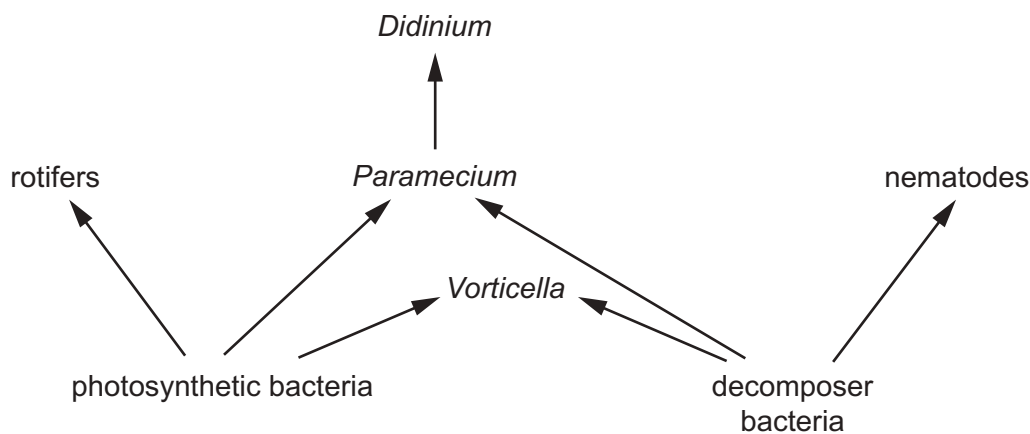 Didinium
rotifers
Paramecium
nematodes
Vorticella
photosynthetic bacteria
decomposer
bacteria